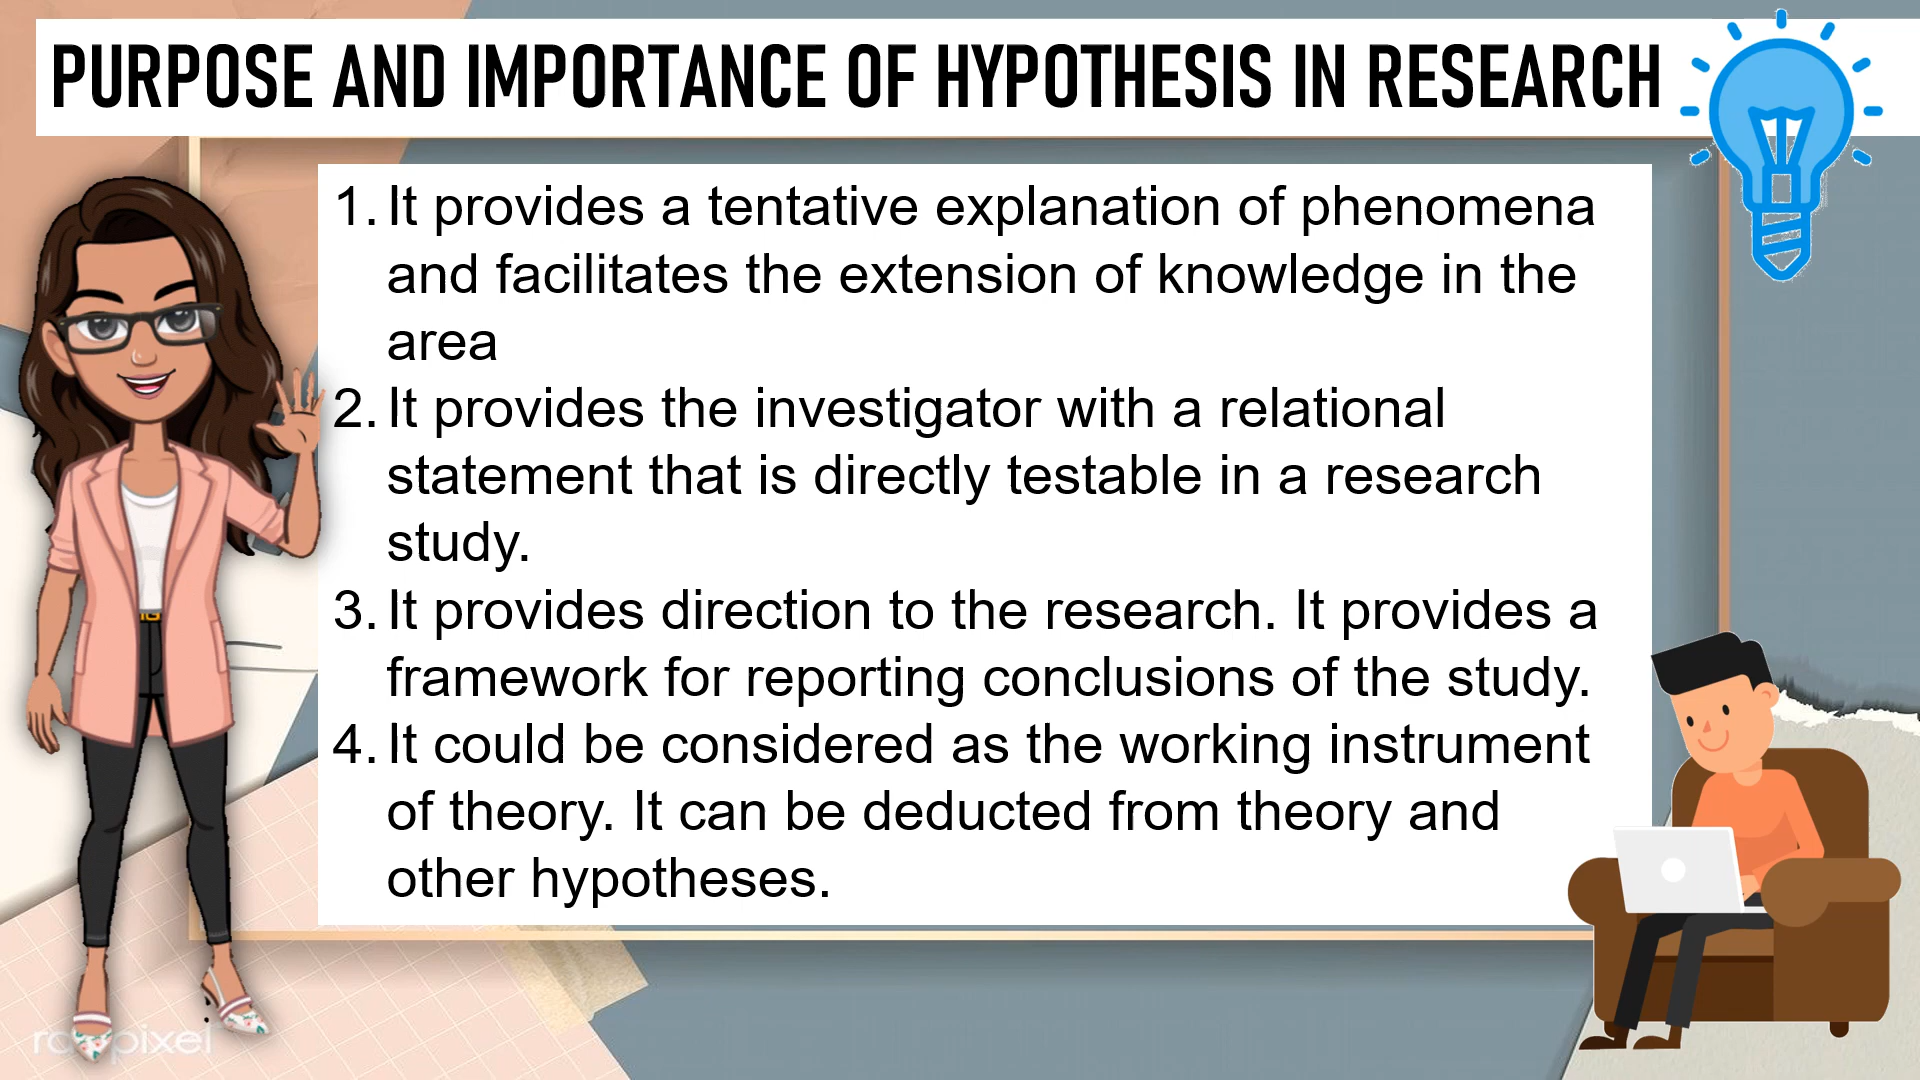 PURPOSE AND IMPORTANCE OF HYPOTHESIS IN RESEARCH
1. It provides a tentative explanation of phenomena
and facilitates the extension of knowledge in the
area
2. It provides the investigator with a relational
statement that is directly testable in a research
study.
3. It provides direction to the research. It provides a
framework for reporting conclusions of the study.
4. It could be considered as the working instrument
of theory. It can be deducted from theory and
other hypotheses.